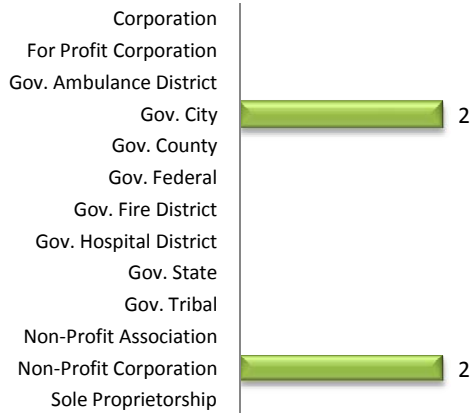 Corporation
For Profit Corporation
Gov. Ambulance District
Gov. City 2
Gov. County
Gov. Federal
Gov. Fire District
Gov. Hospital District
Gov. State
Gov. Tribal
Non-Profit Association
Non-Profit Corporation 2
Sole Proprietorship